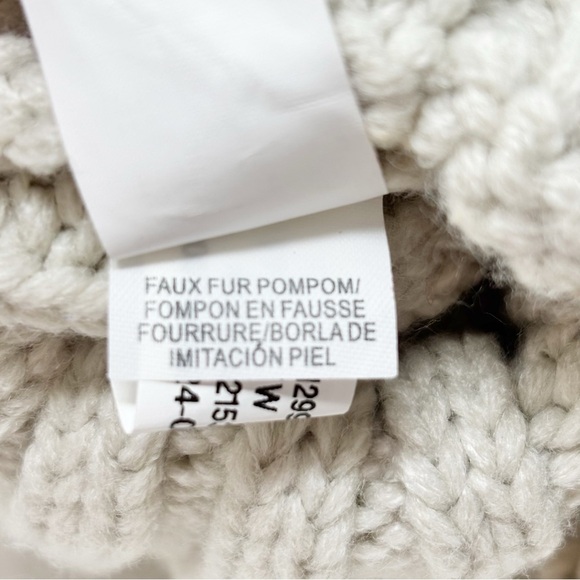 FAUX FUR POMPOM/
FOMPON EN FAUSSE
FOURRURE/BORLA DE
IMITACIÓN PIEL